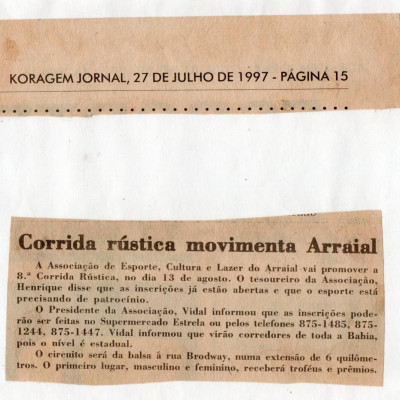 KORAGEM JORNAL, 27 DE JULHO DE 1997 - PÁGINA 15
Corrida rústica movimenta Arraial
A Associação de Esporte, Cultura e Lazer do Arraial vai promover a
8.ª Corrida Rústica, no dia 13 de agosto. O tesoureiro da Associação,
Henrique disse que as inscrições já estão abertas e que o esporte está
precisando de patrocínio.
O Presidente da Associação, Vidal informou que as inscrições pode-
rão ser feitas no Supermercado Estrela ou pelos telefones 875-1485, 875-
1244, 875-1447. Vidal informou que virão corredores de toda a Bahia,
pois o nível é estadual.
O circuito será da balsa à rua Brodway, numa extensão de 6 quilôme-
tros. O primeiro lugar, masculino e feminino, receberá troféus e prêmios.